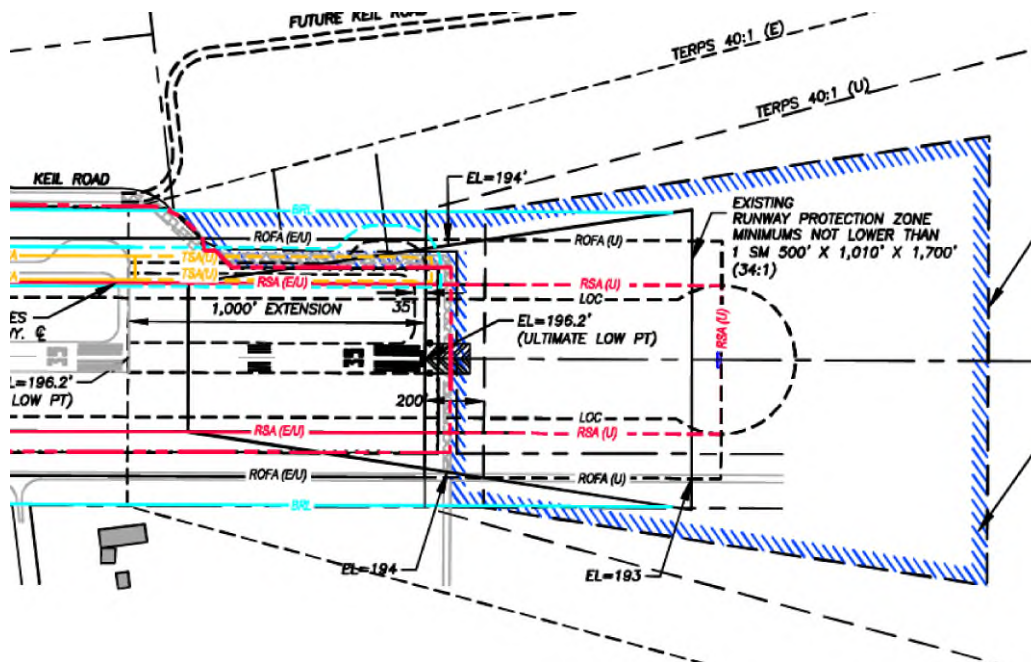 FUTURE KEIL ROAD
TERPS 40:1 (E)
TERPS 40:1 (U)
KEIL ROAD
EL=194'
BRL
EXISTING
RUNWAY PROTECTION ZONE
MINIMUMS NOT LOWER THAN
1 SM 500' X 1,010' X 1,700'
(34:1)
ROFA (E/U)
ROFA (U)
TSA(U)
TSA(U)
RSA (E/U)
RSA (U)
LOC
1,000' EXTENSION
35'
EL=196.2'
(ULTIMATE LOW PT)
RSA (U)
ES
WY. ℄
L=196.2'
LOW PT)
200'
LOC
RSA (E/U)
RSA (U)
ROFA (E/U)
ROFA (U)
BRL
EL=194
EL=193